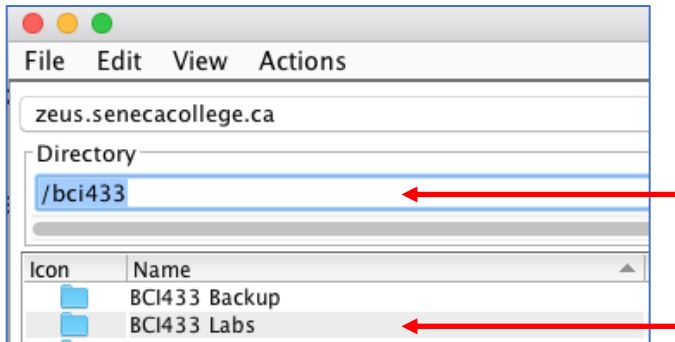 File Edit View Actions
zeus.senecacollege.ca
Directory
/bci433
Icon Name
BCI433 Backup
BCI433 Labs